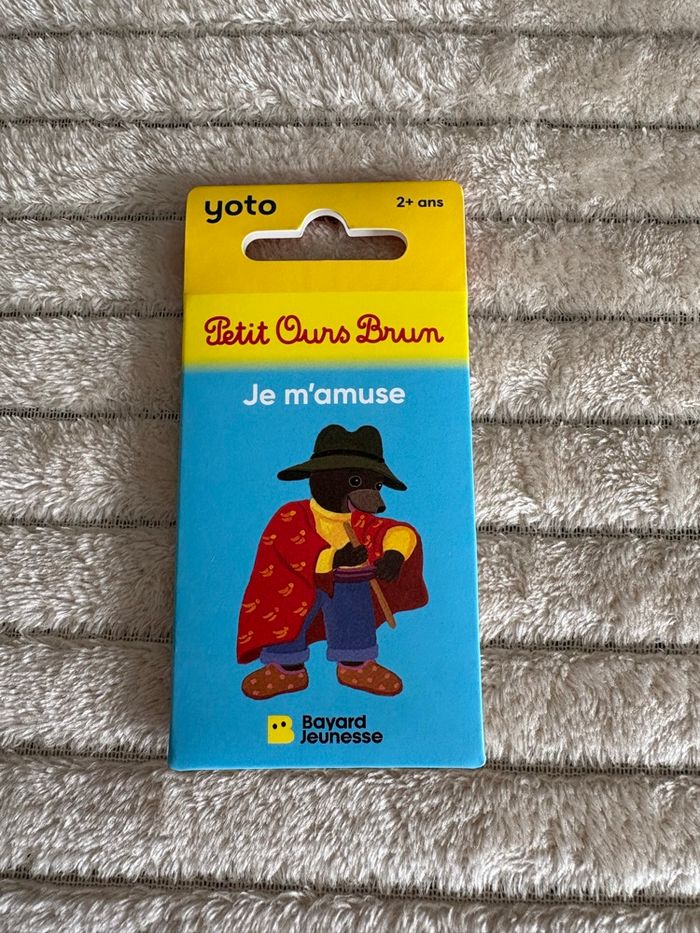 yoto
2+ ans
Petit Ours Brun
Je m'amuse
Bayard
Jeunesse